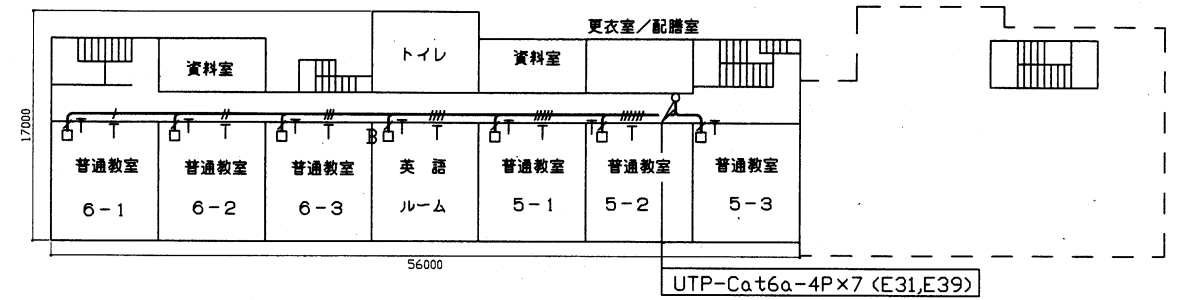 更衣室/配膳室
トイレ
資料室
資料室
17000
B
普通教室
6-1
普通教室
6-2
普通教室
6-3
英 語
ルーム
普通教室
5-1
普通教室
5-2
普通教室
5-3
56000
UTP-Cat6a-4P×7 (E31,E39)